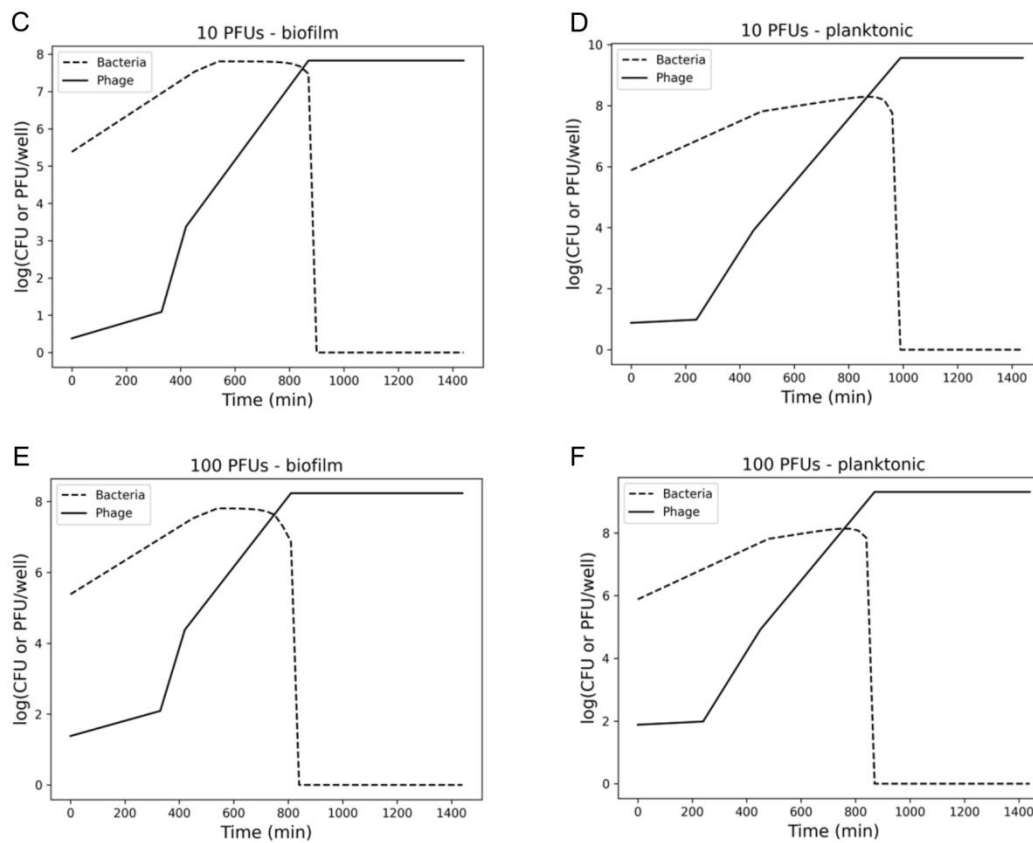 C
10 PFUs - biofilm
Bacteria
Phage
log(CFU or PFU/well)
8
7
6
5
4
3
2
1
0
0 200 400 600 800 1000 1200 1400
Time (min)
D
10 PFUs - planktonic
Bacteria
Phage
log(CFU or PFU/well)
10
8
6
4
2
0
0 200 400 600 800 1000 1200 1400
Time (min)
E
100 PFUs - biofilm
Bacteria
Phage
log(CFU or PFU/well)
8
6
4
2
0
0 200 400 600 800 1000 1200 1400
Time (min)
F
100 PFUs - planktonic
Bacteria
Phage
log(CFU or PFU/well)
8
6
4
2
0
0 200 400 600 800 1000 1200 1400
Time (min)